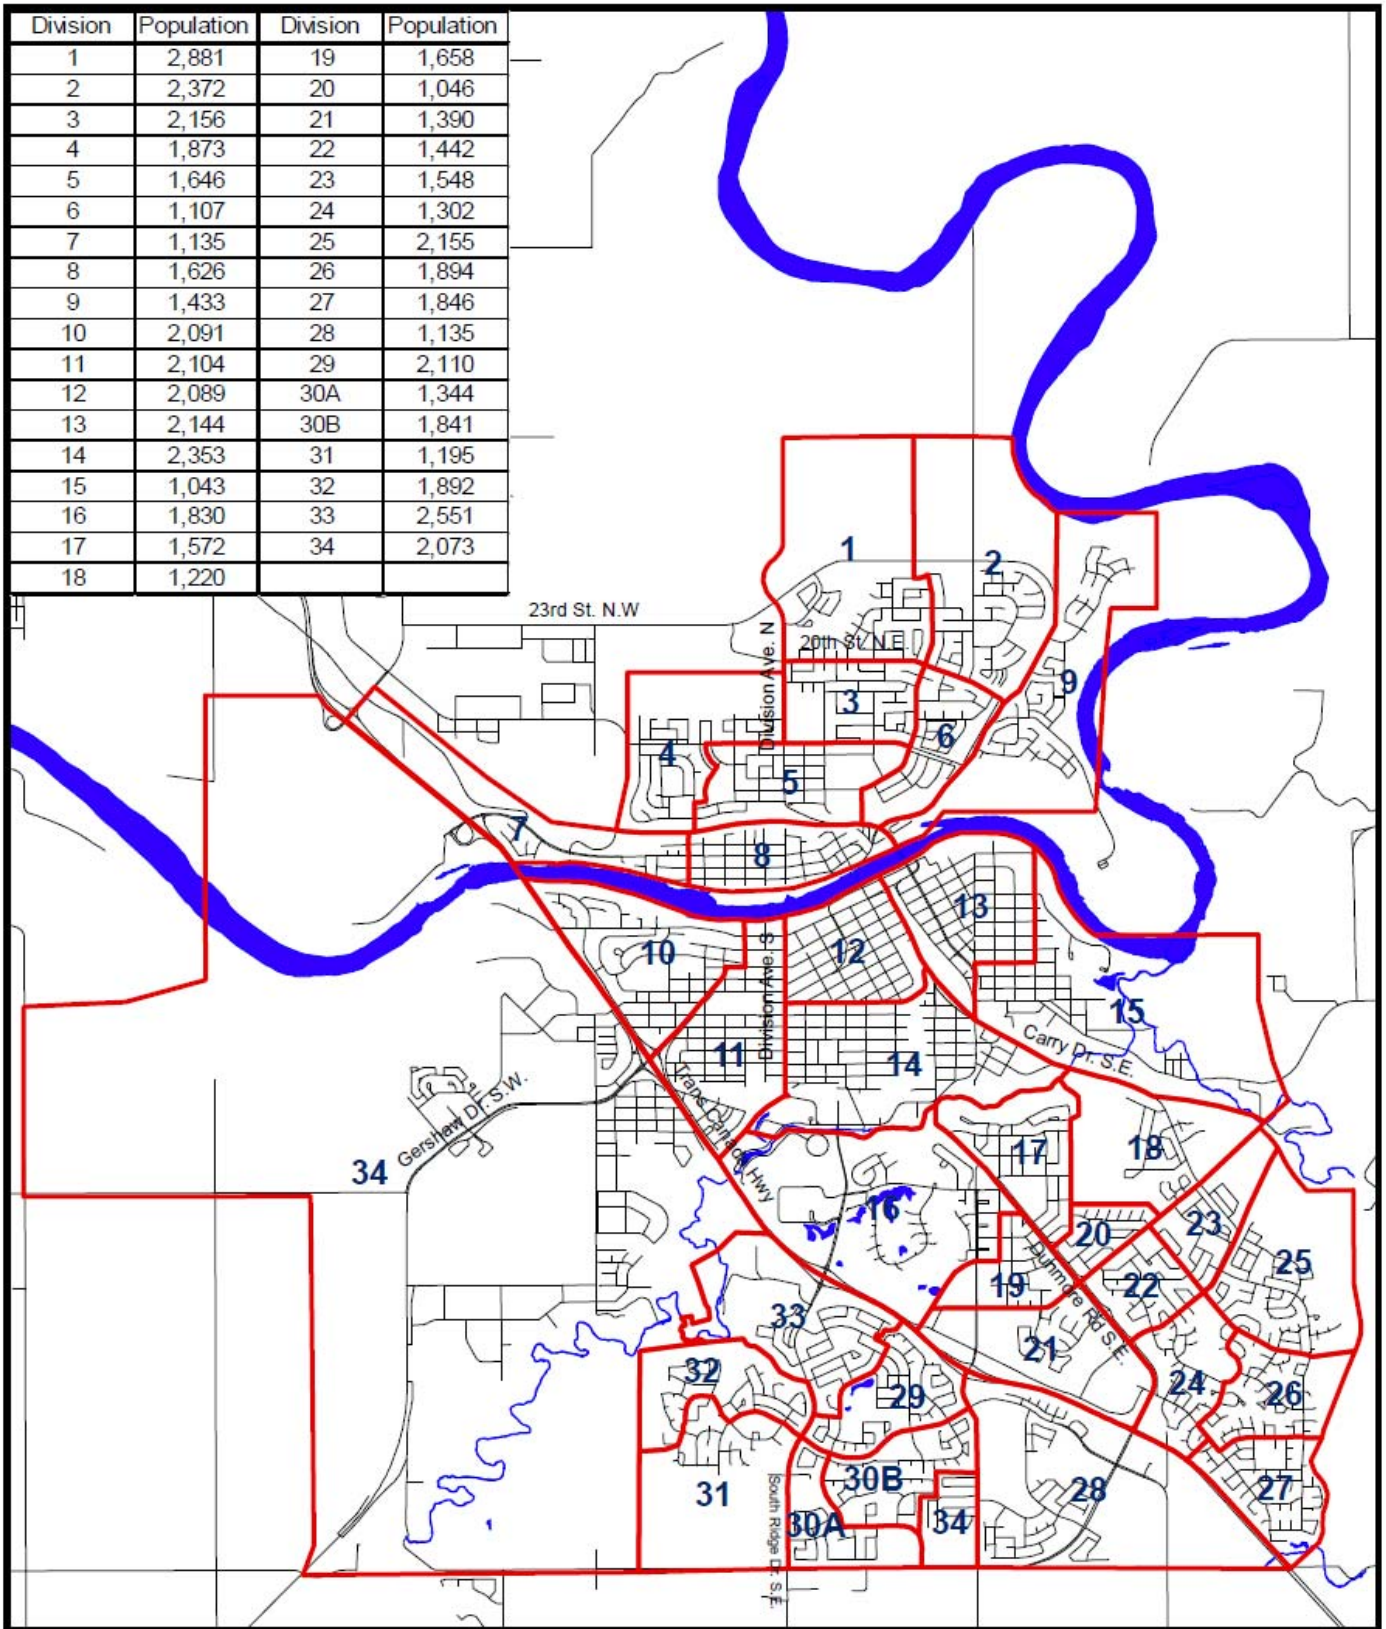 Division Population Division Population
1 2,881 19 1,658
2 2,372 20 1,046
3 2,156 21 1,390
4 1,873 22 1,442
5 1,646 23 1,548
6 1,107 24 1,302
7 1,135 25 2,155
8 1,626 26 1,894
9 1,433 27 1,846
10 2,091 28 1,135
11 2,104 29 2,110
12 2,089 30A 1,344
13 2,144 30B 1,841
14 2,353 31 1,195
15 1,043 32 1,892
16 1,830 33 2,551
17 1,572 34 2,073
18 1,220
1
2
23rd St. N.W
20th St. N.E.
Division Ave. N
3
9
6
4
5
7
8
13
10
12
Division Ave. S
15
11
14
Carry Dr. S.E.
Trans Canada Hwy
Gershaw Dr. S.W.
34
17
18
16
20
23
25
19
22
Dunmore Rd S.E.
33
21
32
29
24
26
31
30B
28
27
30A
34
South Ridge Dr. S.E.